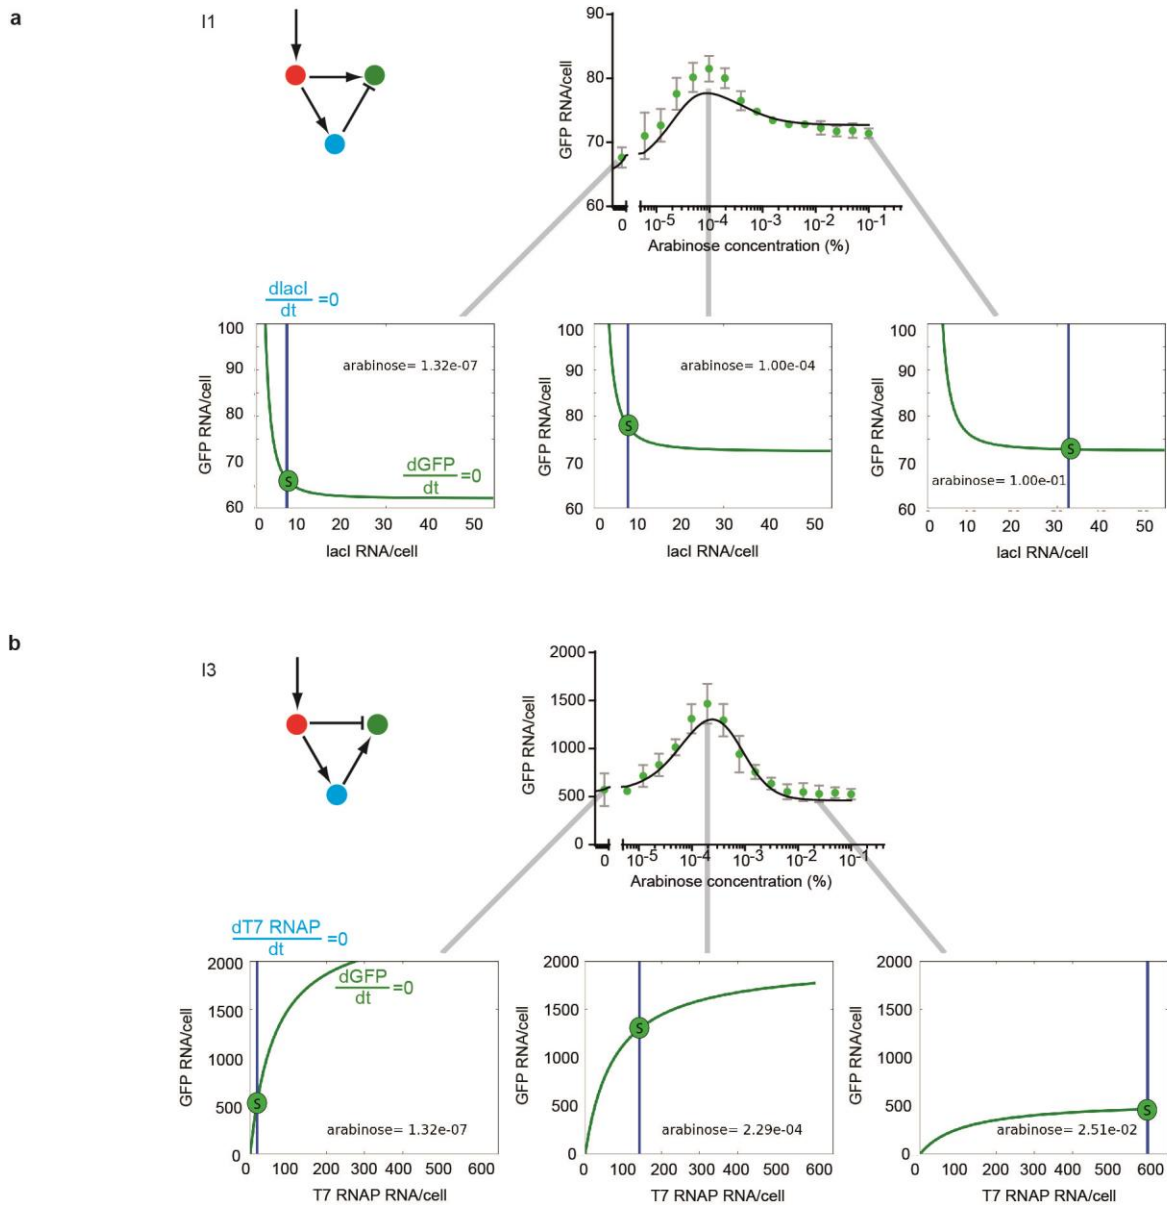 a
I1
90
80
70
60
GFP RNA/cell
0 10-5 10-4 10-3 10-2 10-1
Arabinose concentration (%)
dlacI
dt
=0
100
90
80
70
60
GFP RNA/cell
arabinose= 1.32e-07
dGFP
dt
=0
S
0 10 20 30 40 50
lacI RNA/cell
100
90
80
70
60
GFP RNA/cell
arabinose= 1.00e-04
S
0 10 20 30 40 50
lacI RNA/cell
100
90
80
70
60
GFP RNA/cell
S
arabinose= 1.00e-01
0 10 20 30 40 50
lacI RNA/cell
b
I3
2000
1500
1000
500
0
GFP RNA/cell
0 10-5 10-4 10-3 10-2 10-1
Arabinose concentration (%)
dT7 RNAP
dt
=0
2000
1500
1000
500
0
GFP RNA/cell
dGFP
dt
=0
S
arabinose= 1.32e-07
0 100 200 300 400 500 600
T7 RNAP RNA/cell
2000
1500
1000
500
0
GFP RNA/cell
S
arabinose= 2.29e-04
0 100 200 300 400 500 600
T7 RNAP RNA/cell
2000
1500
1000
500
0
GFP RNA/cell
S
arabinose= 2.51e-02
0 100 200 300 400 500 600
T7 RNAP RNA/cell